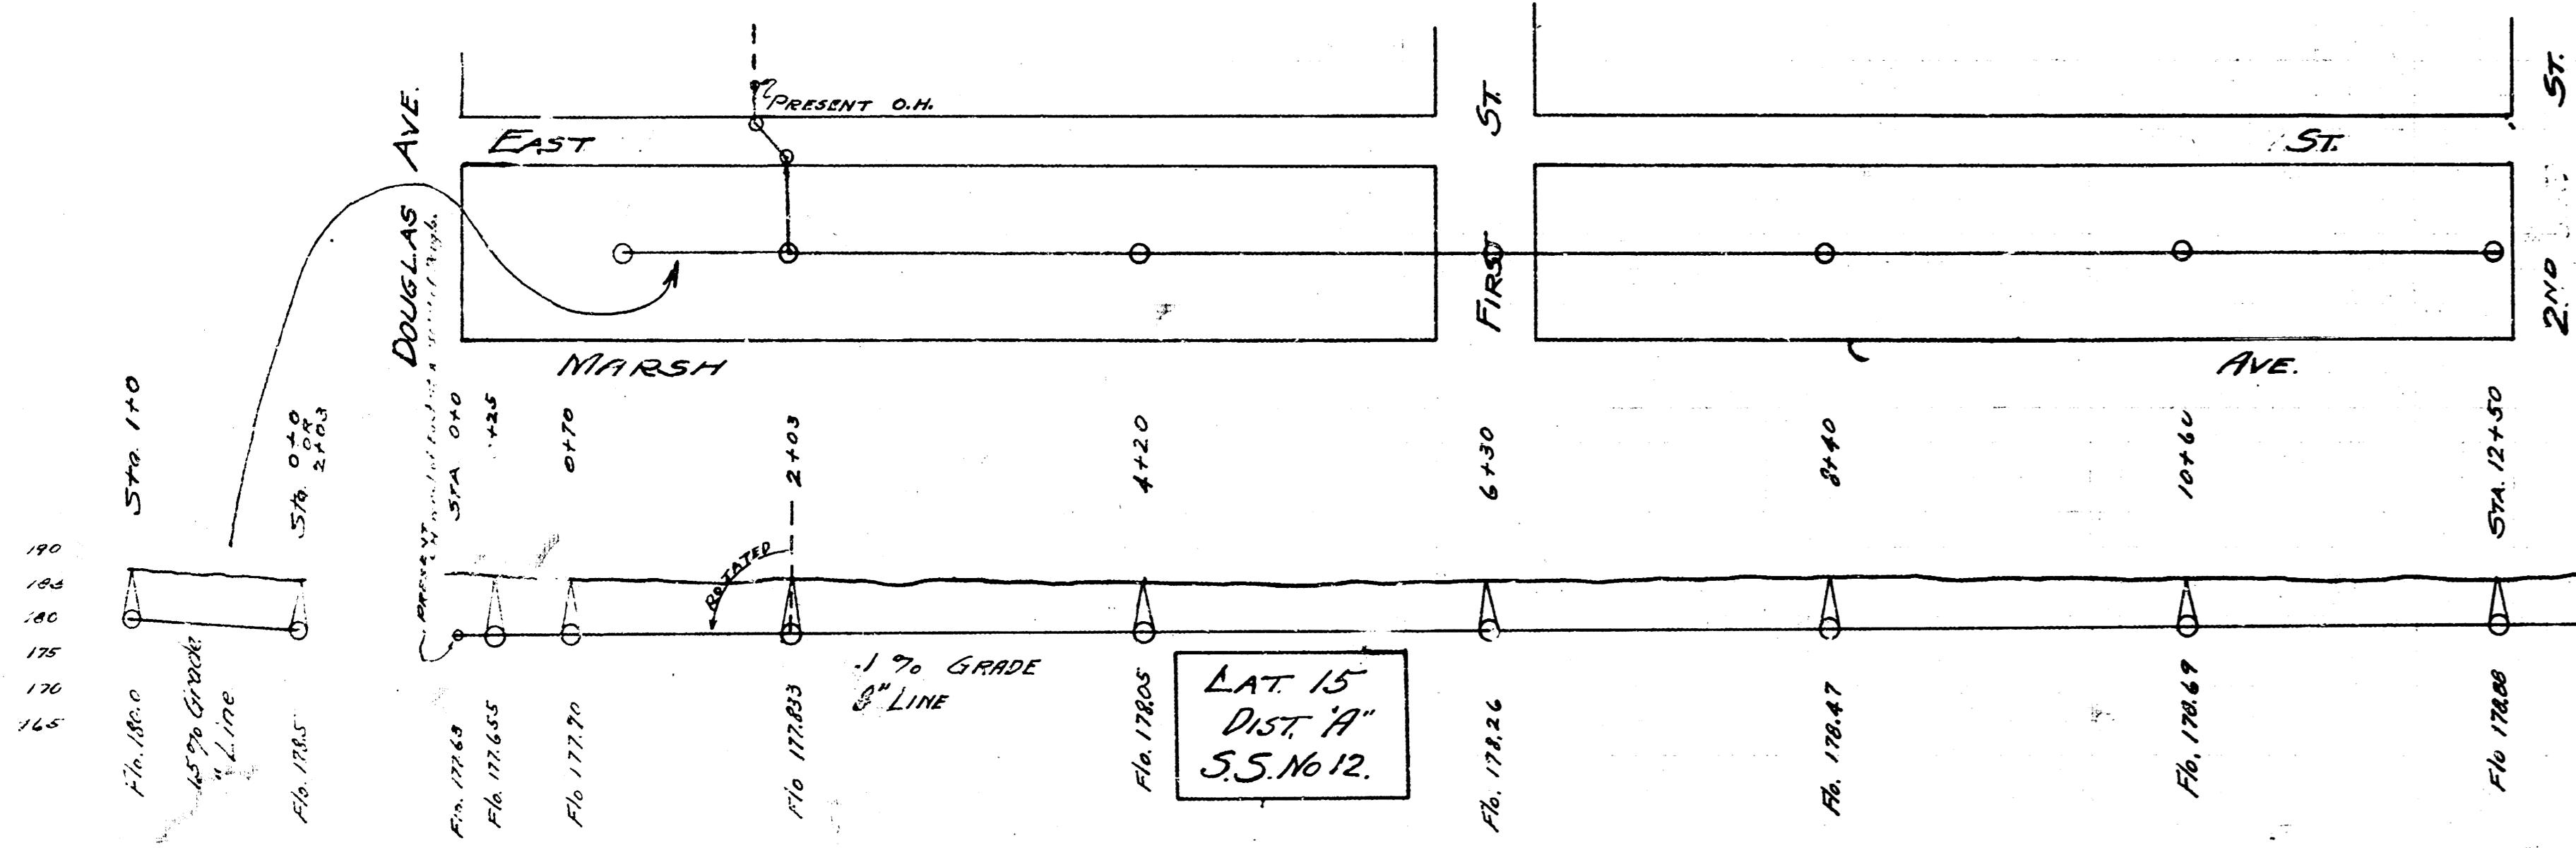 PRESENT O.H.
EAST
ST.
DOUGLAS AVE.
FIRST ST.
2ND ST.
MARSH
AVE.
Sta. 1+0
Sta. 0+0
OR
2+03
PRESENT
STA 0+0
+25
0+70
2+03
4+20
6+30
8+40
10+60
STA. 12+50
190
185
180
175
170
165
ROTATED
.1 % GRADE
8" LINE
1.5% Grade
" Line
Flo. 180.0
Flo. 178.5
Flo. 177.63
Flo. 177.655
Flo 177.70
Flo 177.833
Flo. 178.05
Flo. 178.26
Flo. 178.47
Flo. 178.69
Flo 178.88
LAT. 15
DIST. "A"
S.S. No 12.